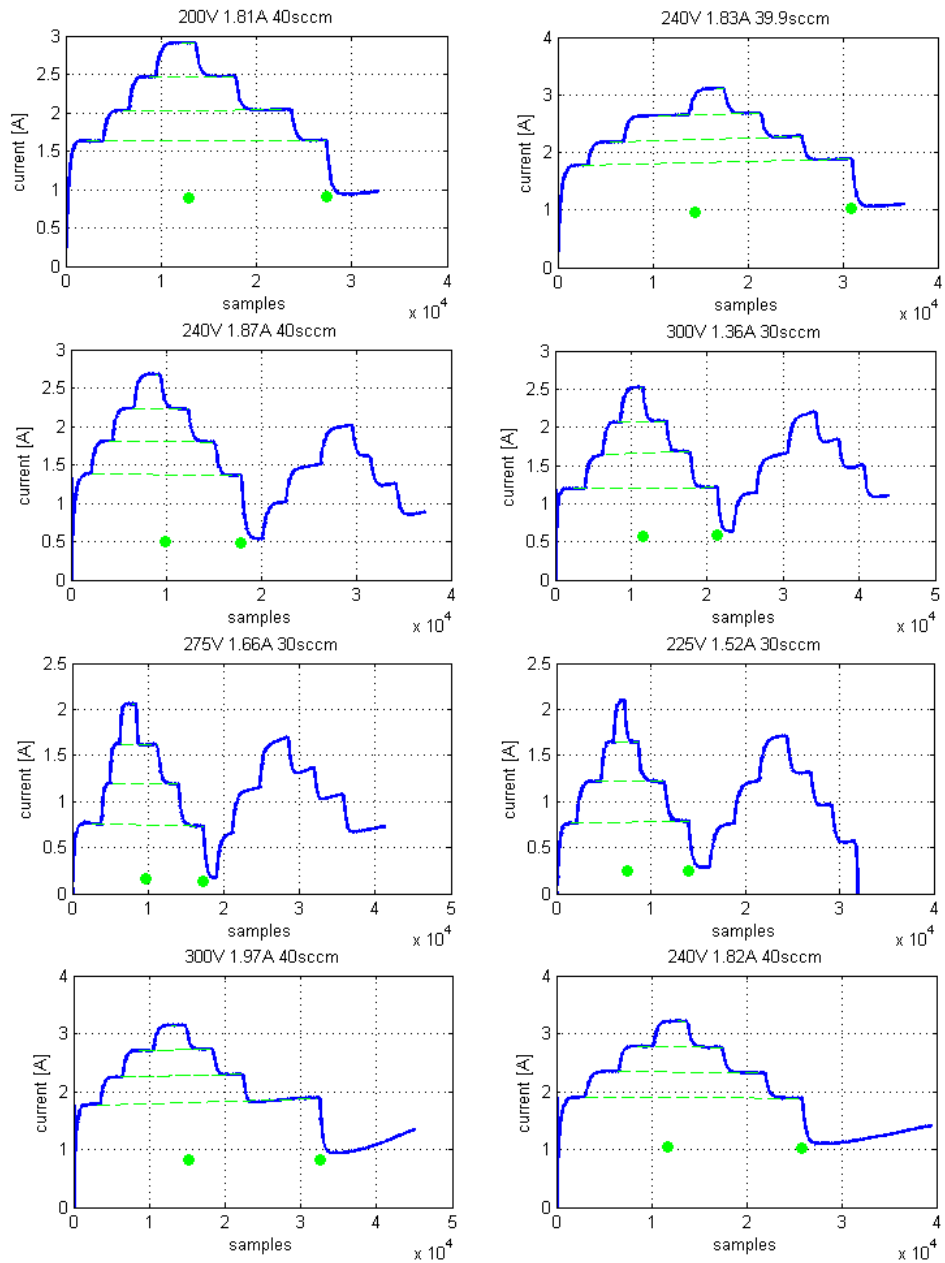 200V 1.81A 40sccm
current [A]
3
2.5
2
1.5
1
0.5
0
0 1 2 3 4
samples
x 10^4
240V 1.83A 39.9sccm
current [A]
4
3
2
1
0
0 1 2 3 4
samples
x 10^4
240V 1.87A 40sccm
current [A]
3
2.5
2
1.5
1
0.5
0
0 1 2 3 4
samples
x 10^4
300V 1.36A 30sccm
current [A]
3
2.5
2
1.5
1
0.5
0
0 1 2 3 4 5
samples
x 10^4
275V 1.66A 30sccm
current [A]
2.5
2
1.5
1
0.5
0
0 1 2 3 4 5
samples
x 10^4
225V 1.52A 30sccm
current [A]
2.5
2
1.5
1
0.5
0
0 1 2 3 4
samples
x 10^4
300V 1.97A 40sccm
current [A]
4
3
2
1
0
0 1 2 3 4 5
samples
x 10^4
240V 1.82A 40sccm
current [A]
4
3
2
1
0
0 1 2 3 4
samples
x 10^4